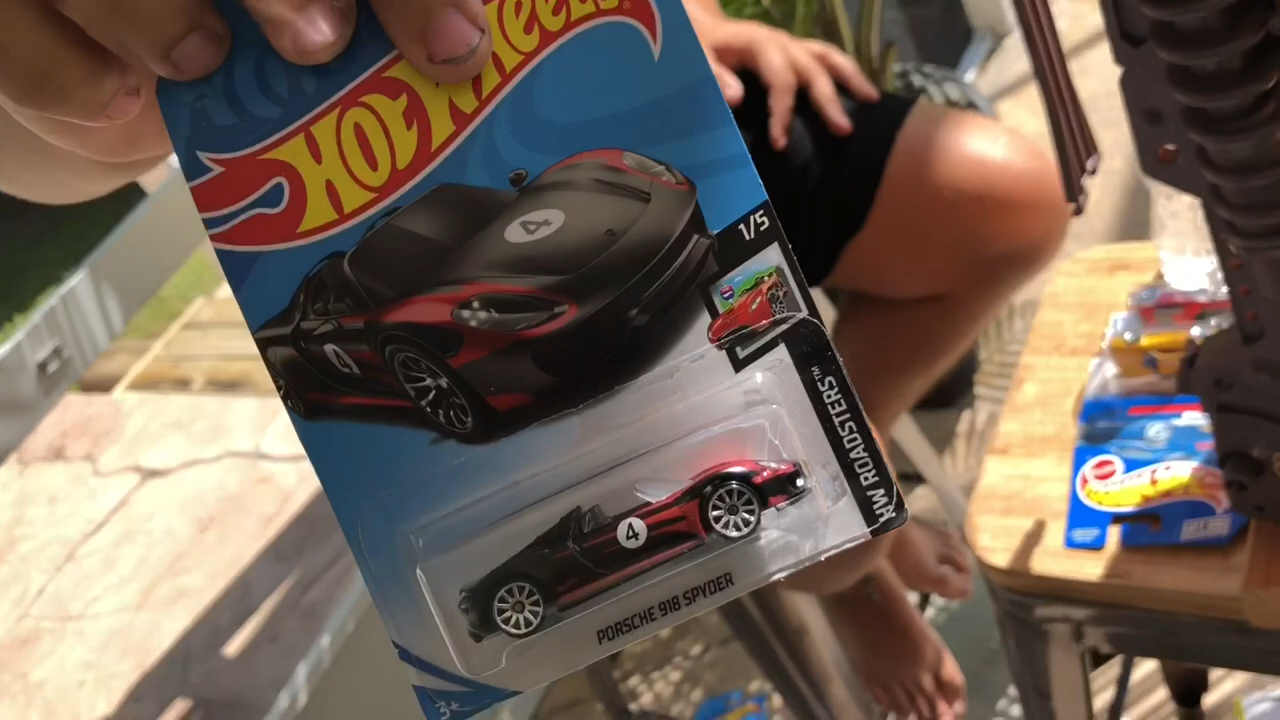 HOT WHEELS®
4
1/5
4
HW ROADSTERS™
4
PORSCHE 918 SPYDER
3+